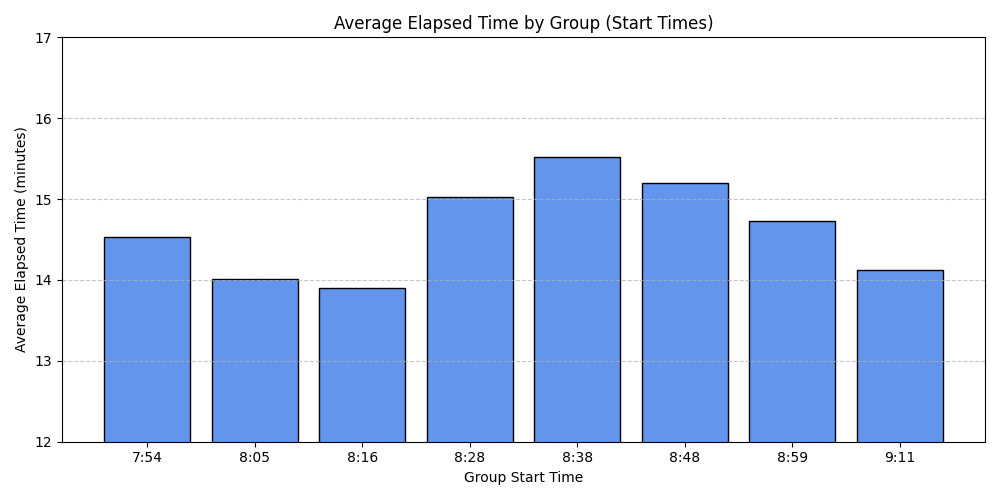 Average Elapsed Time by Group (Start Times)
Average Elapsed Time (minutes)
17
16
15
14
13
12
7:54 8:05 8:16 8:28 8:38 8:48 8:59 9:11
Group Start Time